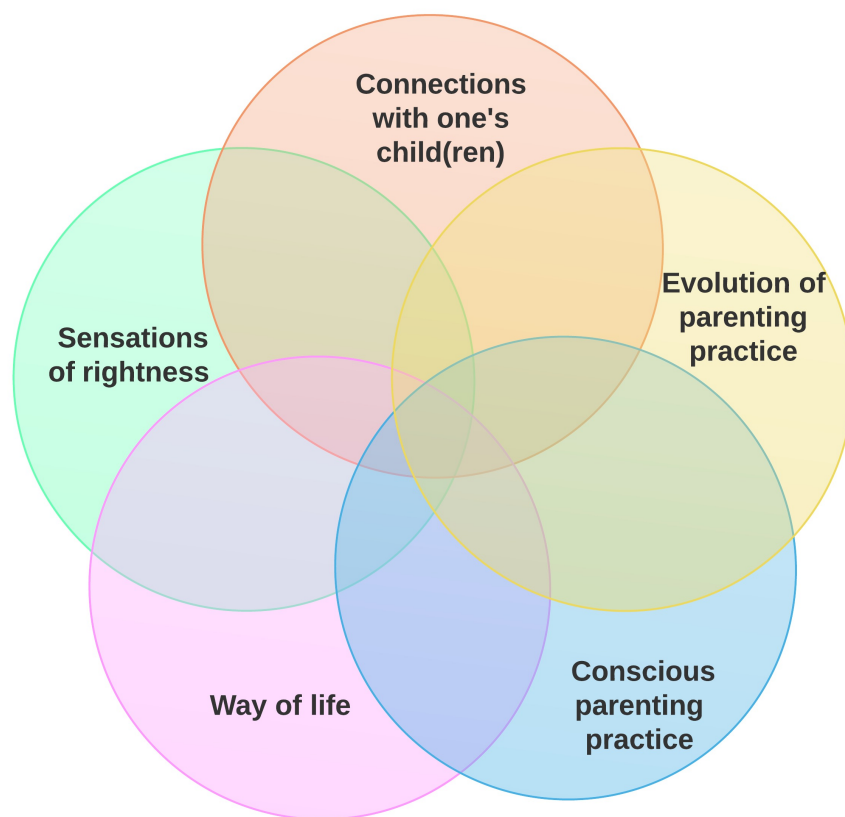 Connections
with one's
child(ren)
Evolution of
parenting
practice
Sensations
of rightness
Conscious
parenting
practice
Way of life